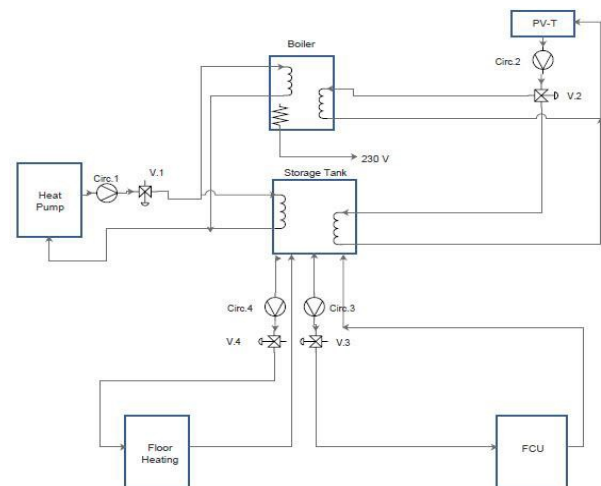 PV-T
Boiler
Circ.2
V.2
230 V
Storage Tank
Circ.1
V.1
Heat
Pump
Circ.4
Circ.3
V.4
V.3
Floor
Heating
FCU